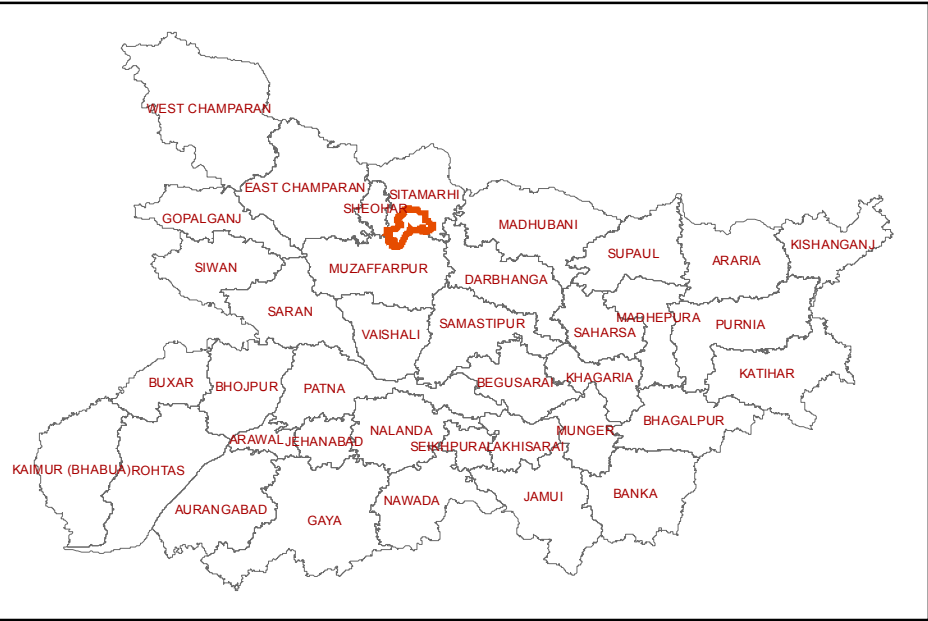 WEST CHAMPARAN
EAST CHAMPARAN
SITAMARHI
SHEOHAR
GOPALGANJ
MADHUBANI
KISHANGANJ
SUPAUL
ARARIA
SIWAN
MUZAFFARPUR
DARBHANGA
SARAN
MADHEPURA
SAMASTIPUR
PURNIA
VAISHALI
SAHARSA
KATIHAR
BUXAR
BHOJPUR
PATNA
BEGUSARAI
KHAGARIA
BHAGALPUR
NALANDA
MUNGER
ARAWAL
JEHANABAD
SEIKHPURA
LAKHISARAI
KAIMUR (BHABUA)
ROHTAS
BANKA
JAMUI
NAWADA
AURANGABAD
GAYA